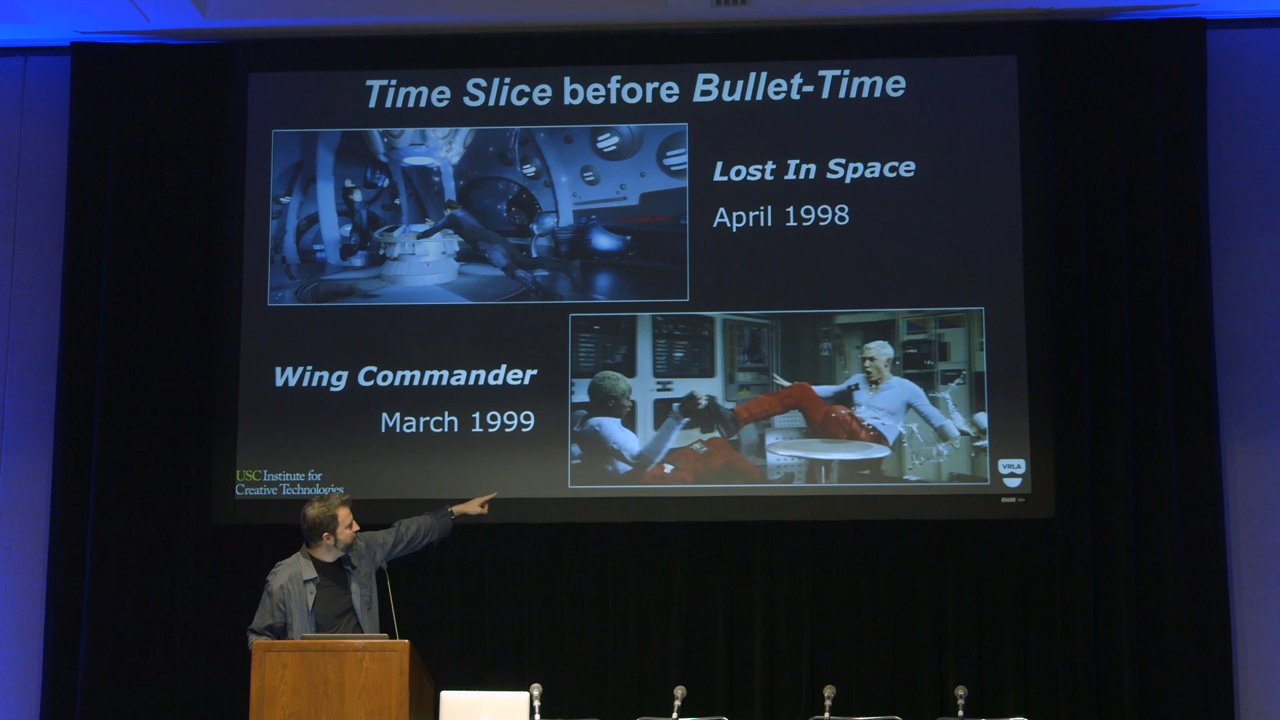 Time Slice before Bullet-Time
Lost In Space
April 1998
Wing Commander
March 1999
USC Institute for
Creative Technologies
VRLA